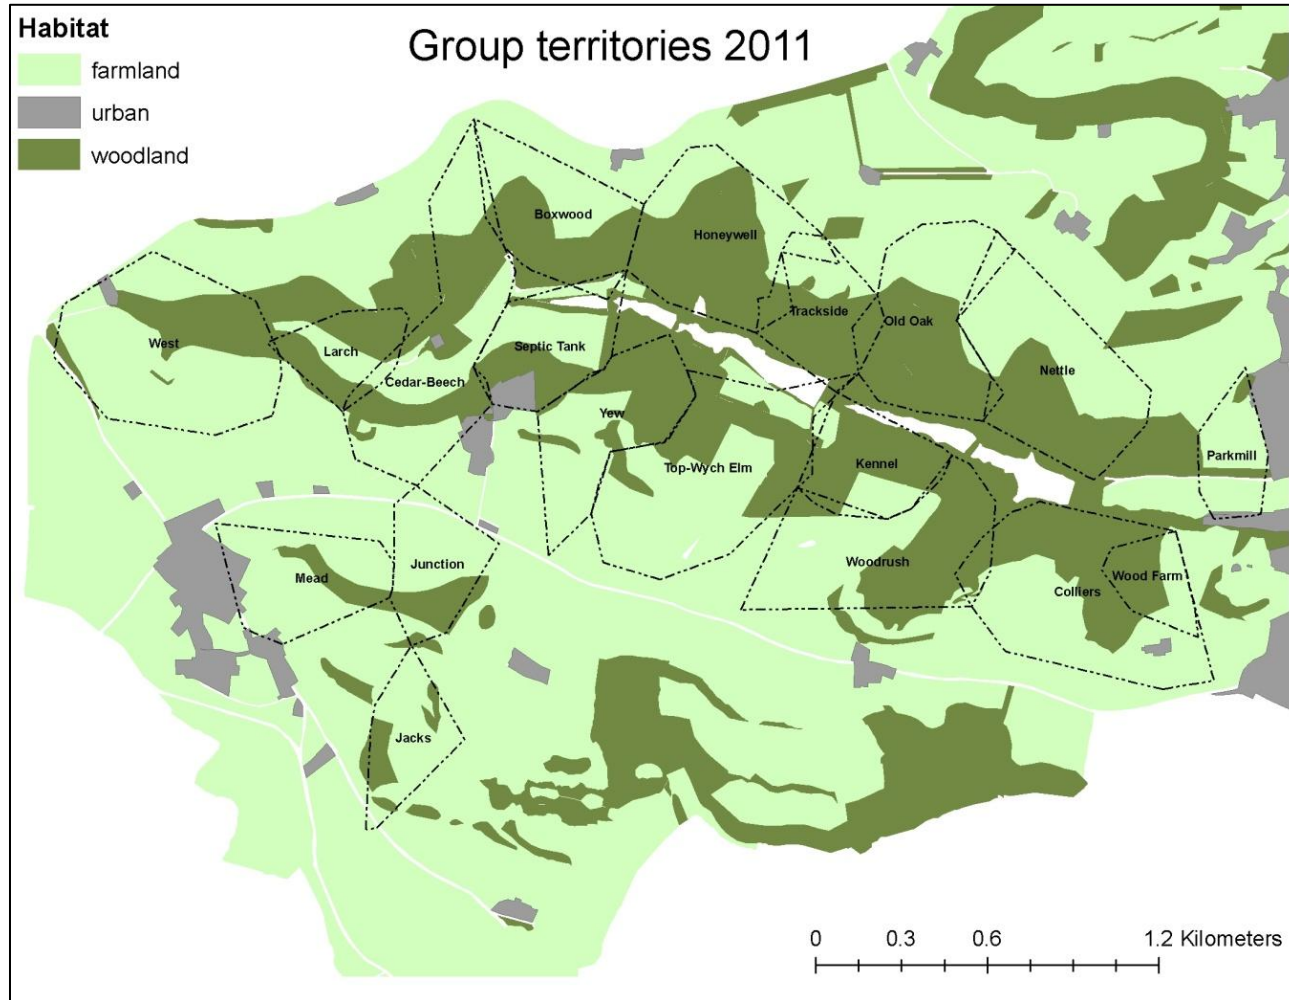 Habitat
farmland
urban
woodland
Group territories 2011
Boxwood
Honeywell
Trackside
Old Oak
West
Larch
Septic Tank
Cedar-Beech
Nettle
Yew
Top-Wych Elm
Kennel
Parkmill
Junction
Mead
Woodrush
Wood Farm
Colliers
Jacks
0 0.3 0.6 1.2 Kilometers